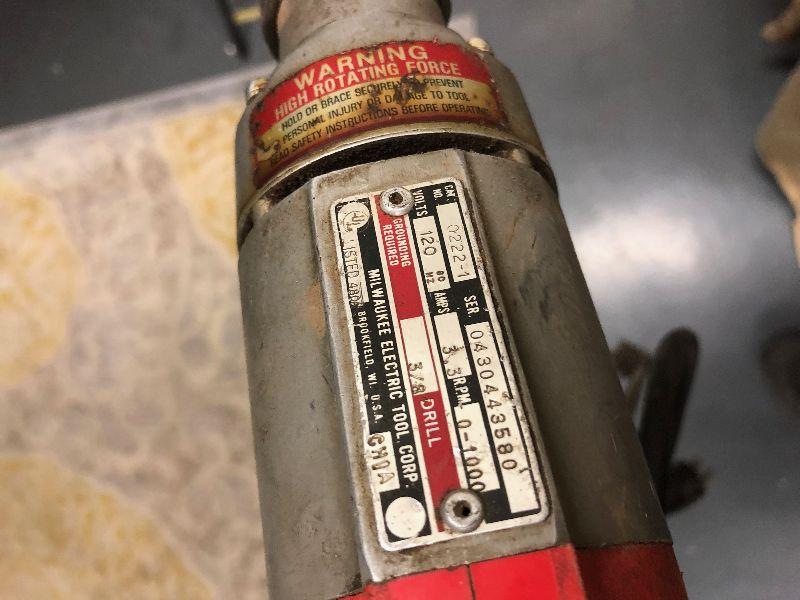 WARNING
HIGH ROTATING FORCE
HOLD OR BRACE SECURELY TO PREVENT
PERSONAL INJURY OR DAMAGE TO TOOL.
READ SAFETY INSTRUCTIONS BEFORE OPERATING
CAT. NO. 0222-1 SER. 0430443580
VOLTS 120 60 HZ AMPS 3.3 R.P.M. 0-1000
GROUNDING REQUIRED 3/8 DRILL
MILWAUKEE ELECTRIC TOOL CORP.
UL LISTED BROOKFIELD, WI. U.S.A.